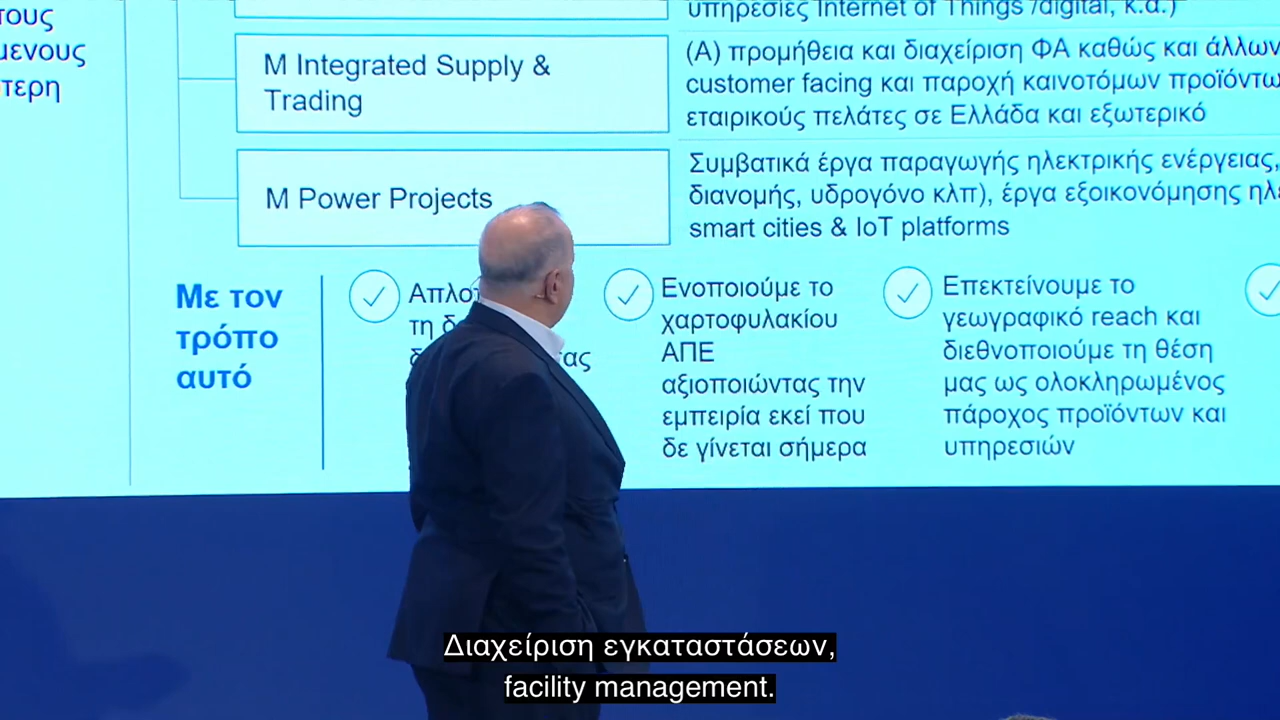 τους
μενους
τερη
υπηρεσίες Internet of Things /digital, κ.α.)
M Integrated Supply &
Trading
(Α) προμήθεια και διαχείριση ΦΑ καθώς και άλλων
customer facing και παροχή καινοτόμων προϊόντω
εταιρικούς πελάτες σε Ελλάδα και εξωτερικό
M Power Projects
Συμβατικά έργα παραγωγής ηλεκτρικής ενέργειας,
διανομής, υδρογόνο κλπ), έργα εξοικονόμησης ηλε
smart cities & IoT platforms
Με τον
τρόπο
αυτό
Απλο
τη δ
ας
Ενοποιούμε το
χαρτοφυλακίου
ΑΠΕ
αξιοποιώντας την
εμπειρία εκεί που
δε γίνεται σήμερα
Επεκτείνουμε το
γεωγραφικό reach και
διεθνοποιούμε τη θέση
μας ως ολοκληρωμένος
πάροχος προϊόντων και
υπηρεσιών
Διαχείριση εγκαταστάσεων,
facility management.